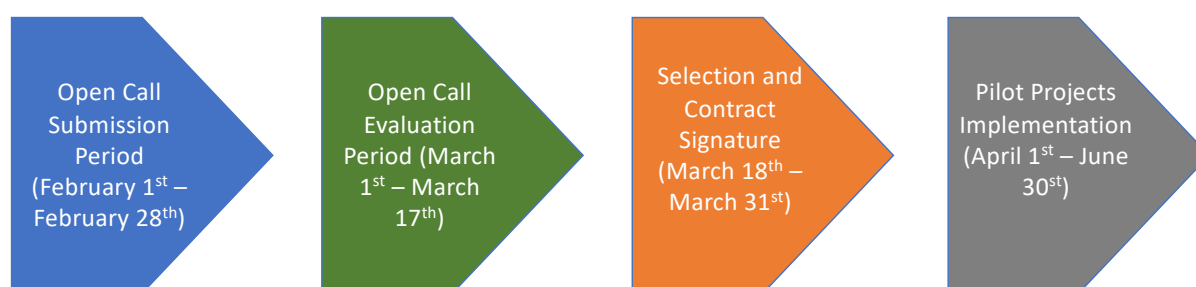 Open Call
Submission
Period
(February 1st –
February 28th)
Open Call
Evaluation
Period (March
1st – March
17th)
Selection and
Contract
Signature
(March 18th –
March 31st)
Pilot Projects
Implementation
(April 1st – June
30st)